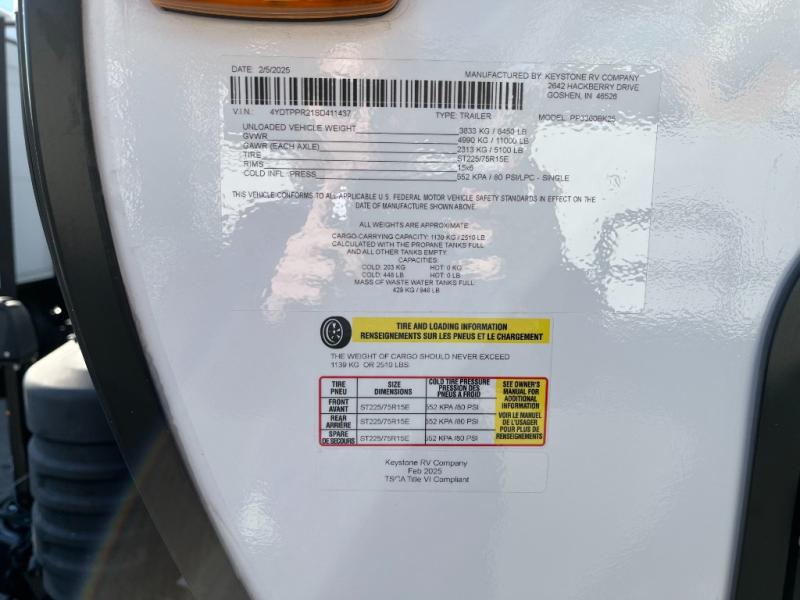 DATE: 2/5/2025
MANUFACTURED BY: KEYSTONE RV COMPANY
2642 HACKBERRY DRIVE
GOSHEN, IN 46526
V.I.N. 4YDTPPR21SD411437 TYPE: TRAILER MODEL:
UNLOADED VEHICLE WEIGHT 3833 KG / 8450 LB
GVWR 4990 KG / 11000 LB
GAWR (EACH AXLE) 2313 KG / 5100 LB
TIRE ST225/75R15E
RIMS 15x6
COLD INFL. PRESS 552 KPA / 80 PSI/LPC - SINGLE
THIS VEHICLE CONFORMS TO ALL APPLICABLE U.S. FEDERAL MOTOR VEHICLE SAFETY STANDARDS IN EFFECT ON THE
DATE OF MANUFACTURE SHOWN ABOVE.
ALL WEIGHTS ARE APPROXIMATE
CARGO-CARRYING CAPACITY: 1139 KG / 2510 LB
CALCULATED WITH THE PROPANE TANKS FULL
AND ALL OTHER TANKS EMPTY.
CAPACITIES:
COLD: 203 KG HOT: 0 KG
COLD: 448 LB HOT: 0 LB
MASS OF WASTE WATER TANKS FULL
429 KG / 946 LB
TIRE AND LOADING INFORMATION
RENSEIGNEMENTS SUR LES PNEUS ET LE CHARGEMENT
THE WEIGHT OF CARGO SHOULD NEVER EXCEED
1139 KG OR 2510 LBS
TIRE
PNEU
SIZE
DIMENSIONS
COLD TIRE PRESSURE
PRESSION DES
PNEUS A FROID
SEE OWNER'S
MANUAL FOR
ADDITIONAL
INFORMATION
VOIR LE MANUEL
DE L'USAGER
POUR PLUS DE
RENSEIGNEMENTS
FRONT
AVANT
ST225/75R15E
552 KPA /80 PSI
REAR
ARRIÈRE
ST225/75R15E
552 KPA /80 PSI
SPARE
DE SECOURS
ST225/75R15E
552 KPA /80 PSI
Keystone RV Company
Feb 2025
TSCA Title VI Compliant